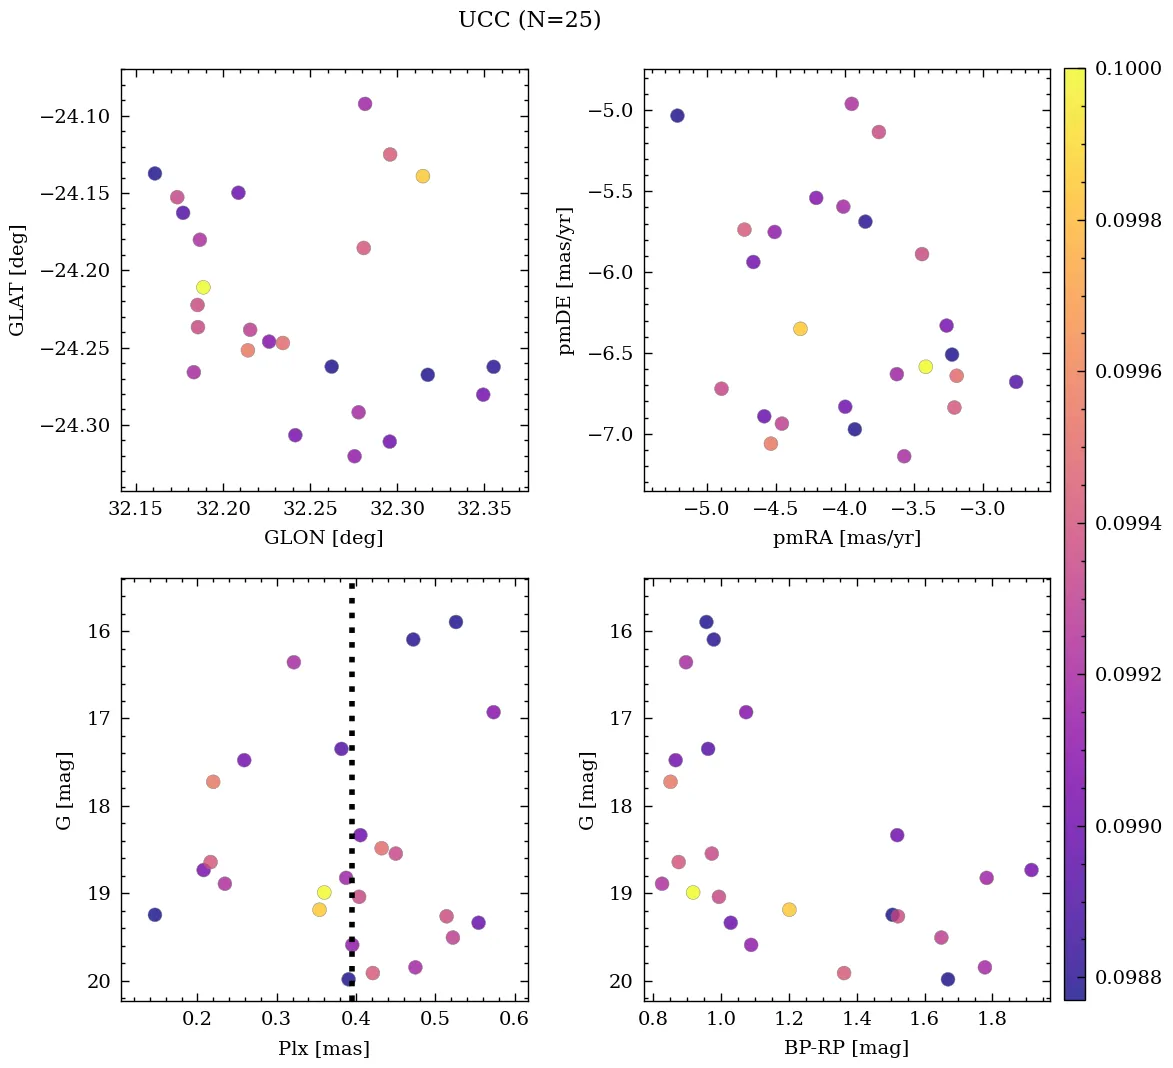 UCC (N=25)
−24.10
−24.15
−24.20
−24.25
−24.30
GLAT [deg]
32.15 32.20 32.25 32.30 32.35
GLON [deg]
−5.0
−5.5
−6.0
−6.5
−7.0
pmDE [mas/yr]
−5.0 −4.5 −4.0 −3.5 −3.0
pmRA [mas/yr]
16
17
18
19
20
G [mag]
0.2 0.3 0.4 0.5 0.6
Plx [mas]
16
17
18
19
20
G [mag]
0.8 1.0 1.2 1.4 1.6 1.8
BP-RP [mag]
0.1000
0.0998
0.0996
0.0994
0.0992
0.0990
0.0988